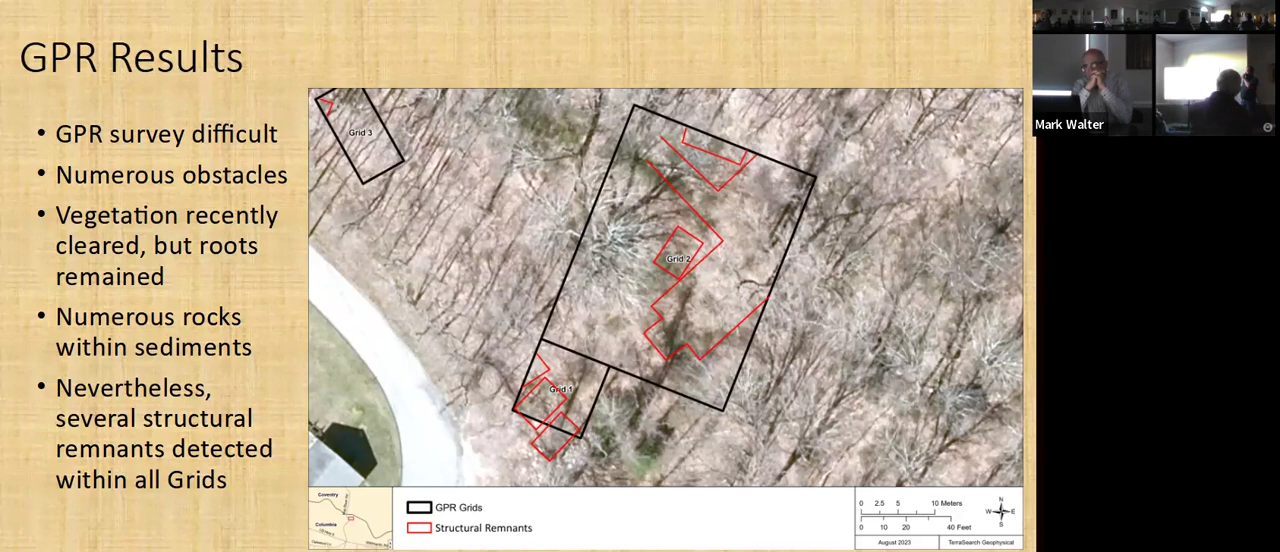 GPR Results
• GPR survey difficult
• Numerous obstacles
• Vegetation recently
cleared, but roots
remained
• Numerous rocks
within sediments
• Nevertheless,
several structural
remnants detected
within all Grids
Grid 3
Grid 2
Grid 1
Coventry
Columbia
GPR Grids
Structural Remnants
0 2.5 5 10 Meters
0 10 20 40 Feet
N
W E
S
August 2023
TerraSearch Geophysical
Mark Walter